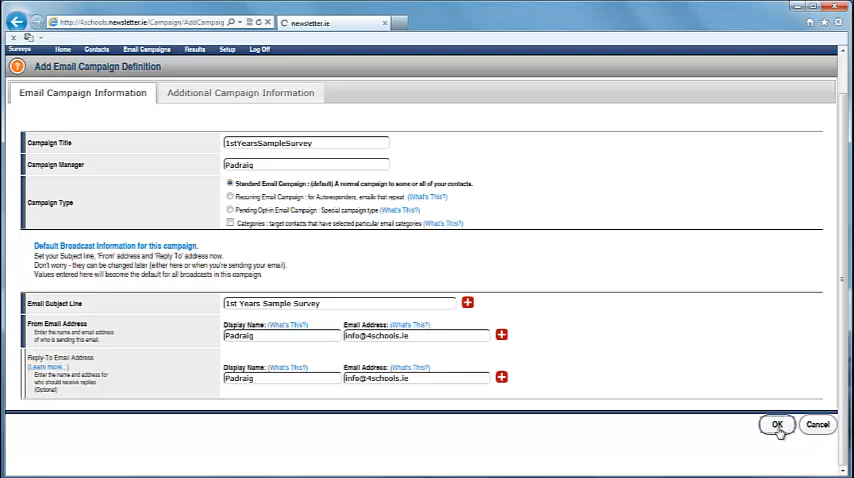 http://4schools.newsletter.ie/Campaign/AddCampaig
newsletter.ie
Surveys Home Contacts Email Campaigns Results Setup Log Off
Add Email Campaign Definition
Email Campaign Information Additional Campaign Information
Campaign Title 1stYearsSampleSurvey
Campaign Manager Padraig
Campaign Type
Standard Email Campaign : (default) A normal campaign to some or all of your contacts.
Recurring Email Campaign : for Autoresponders, emails that repeat. (What's This?)
Pending Opt-in Email Campaign : Special campaign type (What's This?)
Categories : target contacts that have selected particular email categories (What's This?)
Default Broadcast Information for this campaign.
Set your Subject line, 'From' address and 'Reply To' address now.
Don't worry - they can be changed later (either here or when you're sending your email).
Values entered here will become the default for all broadcasts in this campaign.
Email Subject Line 1st Years Sample Survey
From Email Address
Enter the name and email address
of who is sending this email.
Display Name: (What's This?) Email Address: (What's This?)
Padraig info@4schools.ie
Reply-To Email Address
(Learn more...)
Enter the name and address for
who should receive replies
(Optional)
Display Name: (What's This?) Email Address: (What's This?)
Padraig info@4schools.ie
OK Cancel